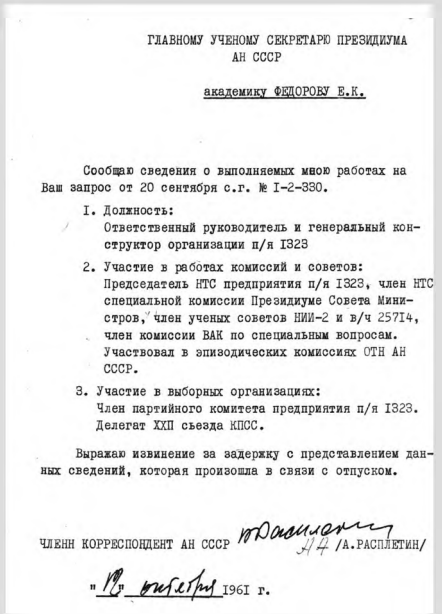 ГЛАВНОМУ УЧЕНОМУ СЕКРЕТАРЮ ПРЕЗИДИУМА
АН СССР
академику ФЕДОРОВУ Е.К.
Сообщаю сведения о выполняемых мною работах на
Ваш запрос от 20 сентября с.г. № I-2-330.
I. Должность:
Ответственный руководитель и генеральный кон-
структор организации п/я I323
2. Участие в работах комиссий и советов:
Председатель НТС предприятия п/я I323, член НТС
специальной комиссии Президиуме Совета Мини-
стров, член ученых советов НИИ-2 и в/ч 257I4,
член комиссии ВАК по специальным вопросам.
Участвовал в эпизодических комиссиях ОТН АН
СССР.
3. Участие в выборных организациях:
Член партийного комитета предприятия п/я I323.
Делегат ХХП сьезда КПСС.
Выражаю извинение за задержку с представлением дан-
ных сведений, которая произошла в связи с отпуском.
ЧЛЕНН КОРРЕСПОНДЕНТ АН СССР /А.РАСПЛЕТИН/
" " октября I96I г.